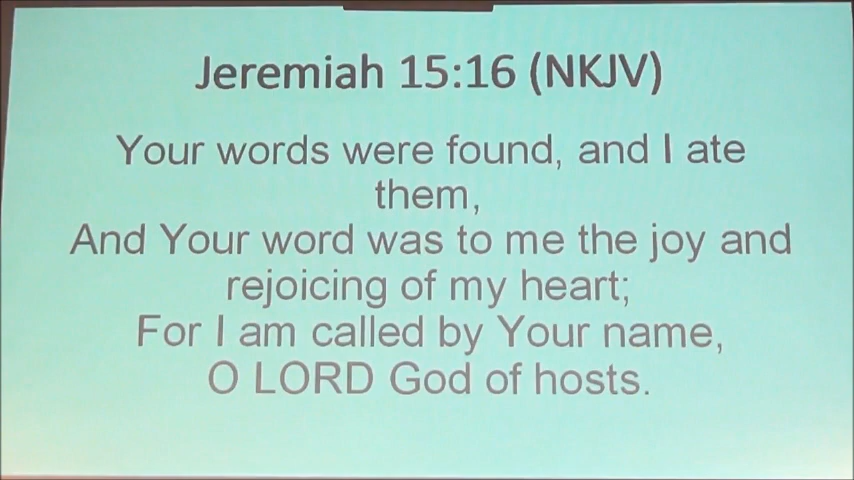 Jeremiah 15:16 (NKJV)
Your words were found, and I ate
them,
And Your word was to me the joy and
rejoicing of my heart;
For I am called by Your name,
O LORD God of hosts.